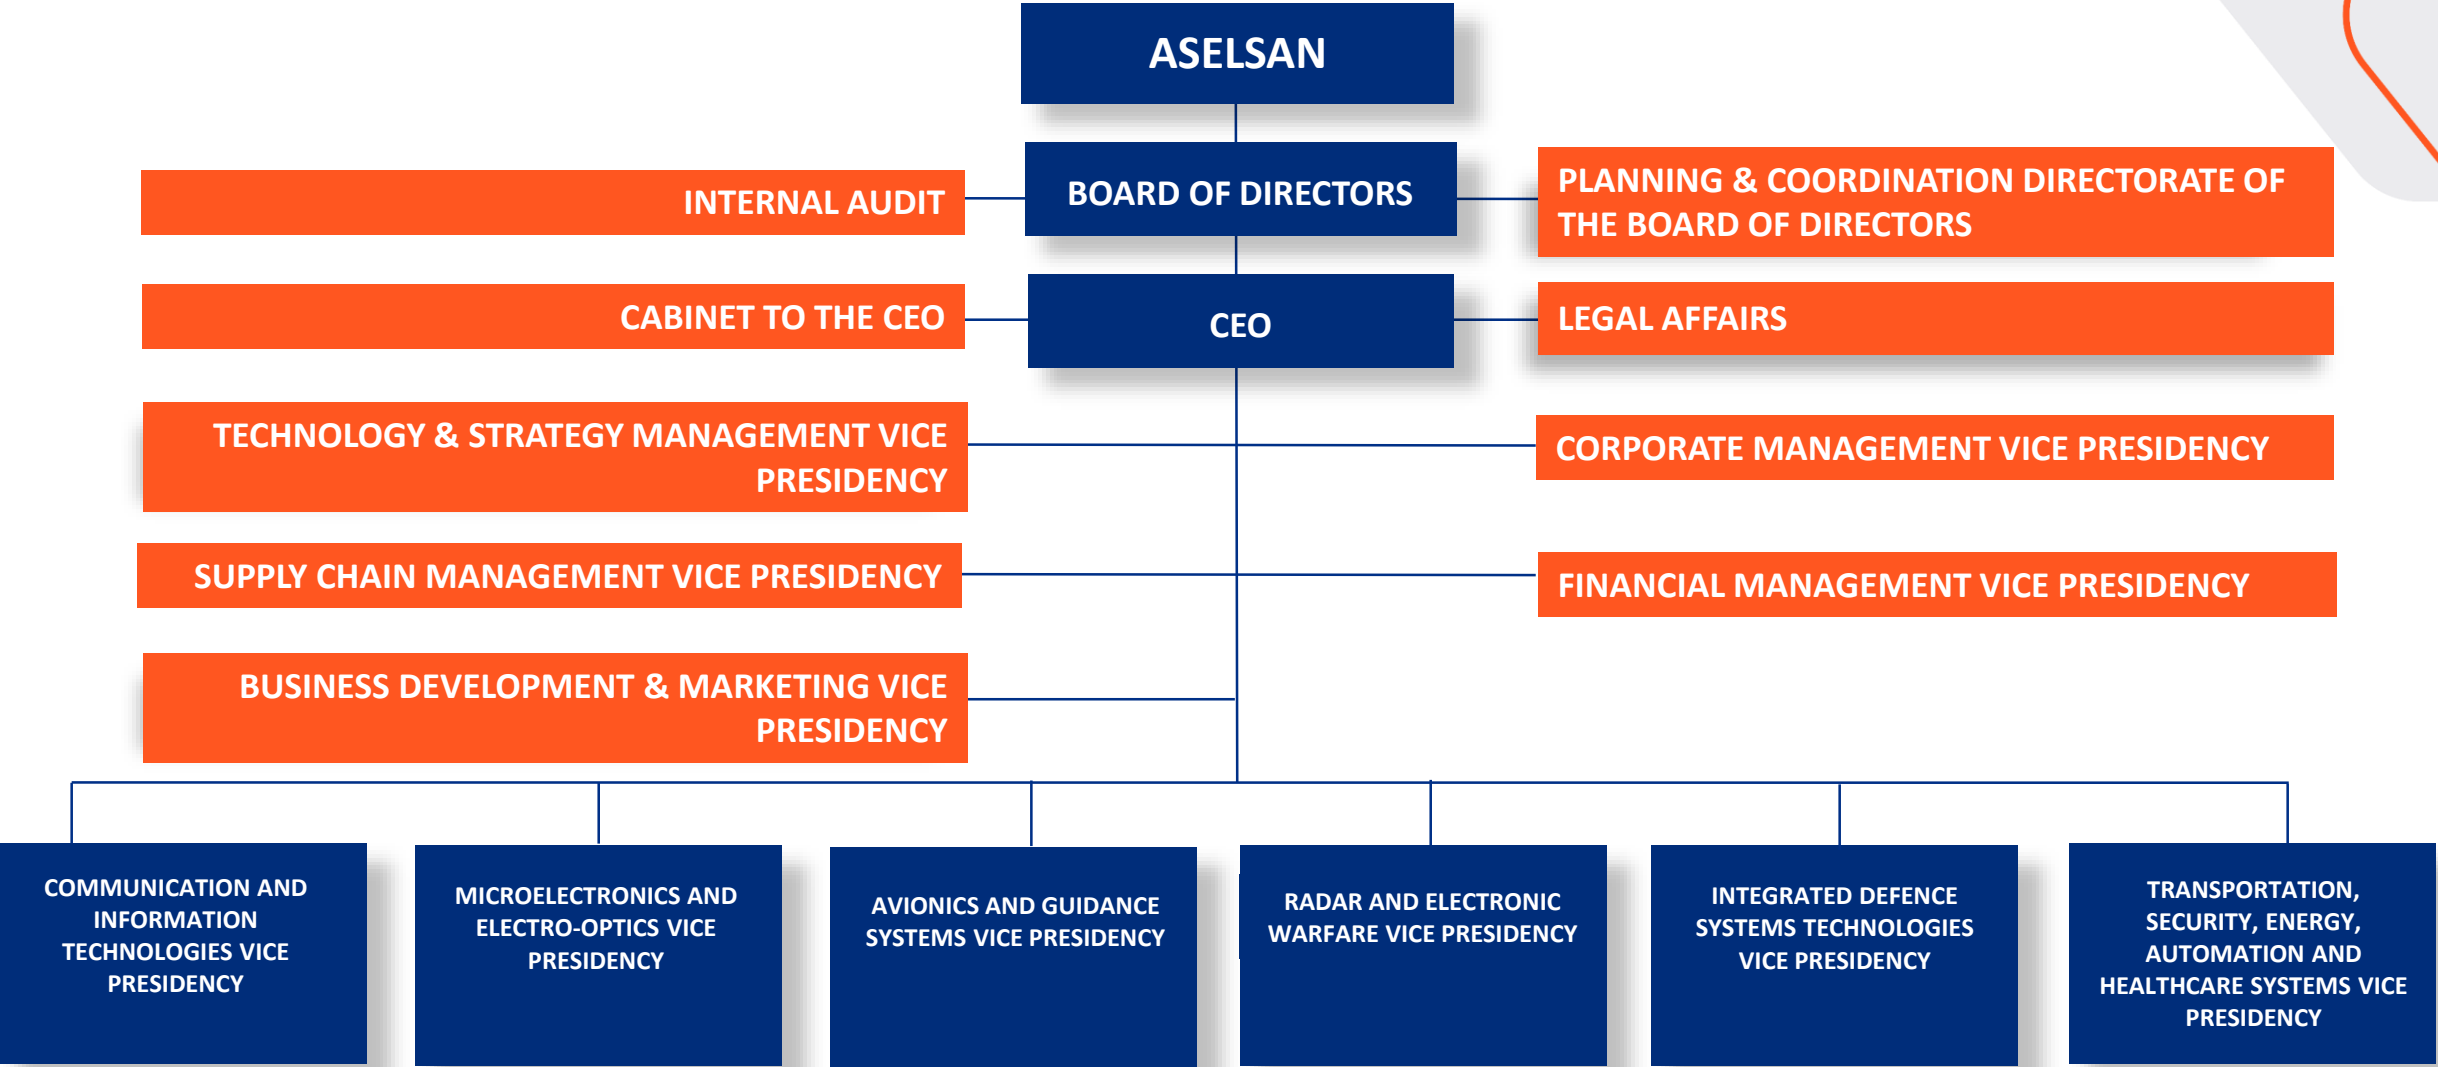 ASELSAN
INTERNAL AUDIT
BOARD OF DIRECTORS
PLANNING & COORDINATION DIRECTORATE OF
THE BOARD OF DIRECTORS
CABINET TO THE CEO
CEO
LEGAL AFFAIRS
TECHNOLOGY & STRATEGY MANAGEMENT VICE
PRESIDENCY
CORPORATE MANAGEMENT VICE PRESIDENCY
SUPPLY CHAIN MANAGEMENT VICE PRESIDENCY
FINANCIAL MANAGEMENT VICE PRESIDENCY
BUSINESS DEVELOPMENT & MARKETING VICE
PRESIDENCY
COMMUNICATION AND
INFORMATION
TECHNOLOGIES VICE
PRESIDENCY
MICROELECTRONICS AND
ELECTRO-OPTICS VICE
PRESIDENCY
AVIONICS AND GUIDANCE
SYSTEMS VICE PRESIDENCY
RADAR AND ELECTRONIC
WARFARE VICE PRESIDENCY
INTEGRATED DEFENCE
SYSTEMS TECHNOLOGIES
VICE PRESIDENCY
TRANSPORTATION,
SECURITY, ENERGY,
AUTOMATION AND
HEALTHCARE SYSTEMS VICE
PRESIDENCY